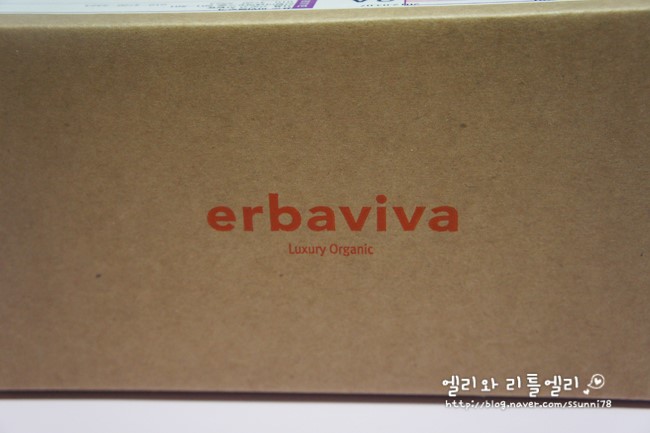 erbaviva
Luxury Organic
엘리와 리틀엘리
http://blog.naver.com/ssunni78